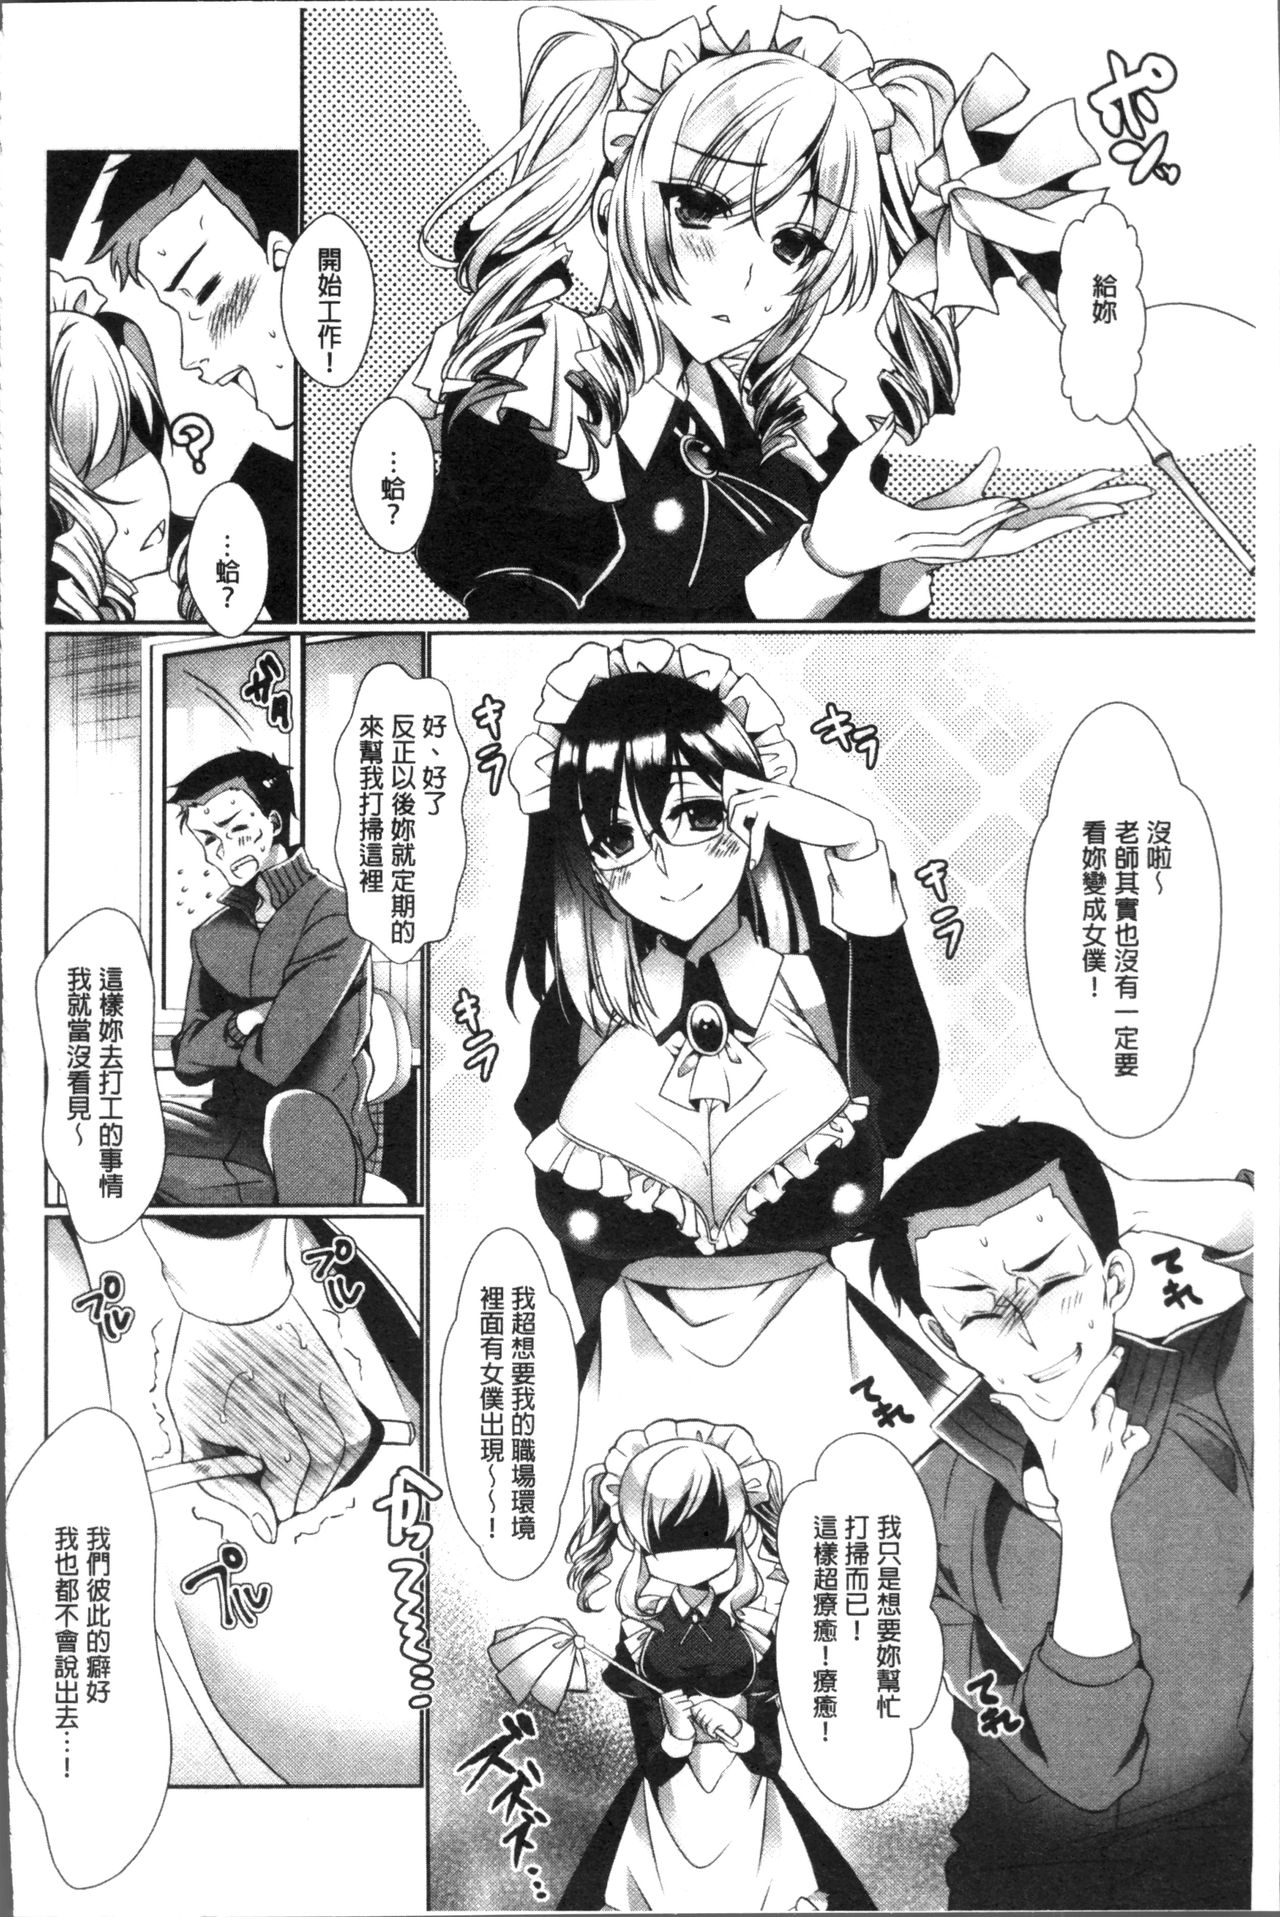 ポンッ
給妳
…蛤?
開始工作!
?
…蛤?
沒啦~
老師其實也沒有一定要
看妳變成女僕!
キラ
キラ
キラ
キラ
我超想要我的職場環境
裡面有女僕出現~~!
てれ
てれ
てれ
我只是想要妳幫忙
打掃而已!
這樣超療癒!療癒!
ズズズ…
好、好了
反正以後妳就定期的
來幫我打掃這裡
這樣妳去打工的事情
我就當沒看見~
プル
プル
プル
我們彼此的癖好
我也都不會說出去…!